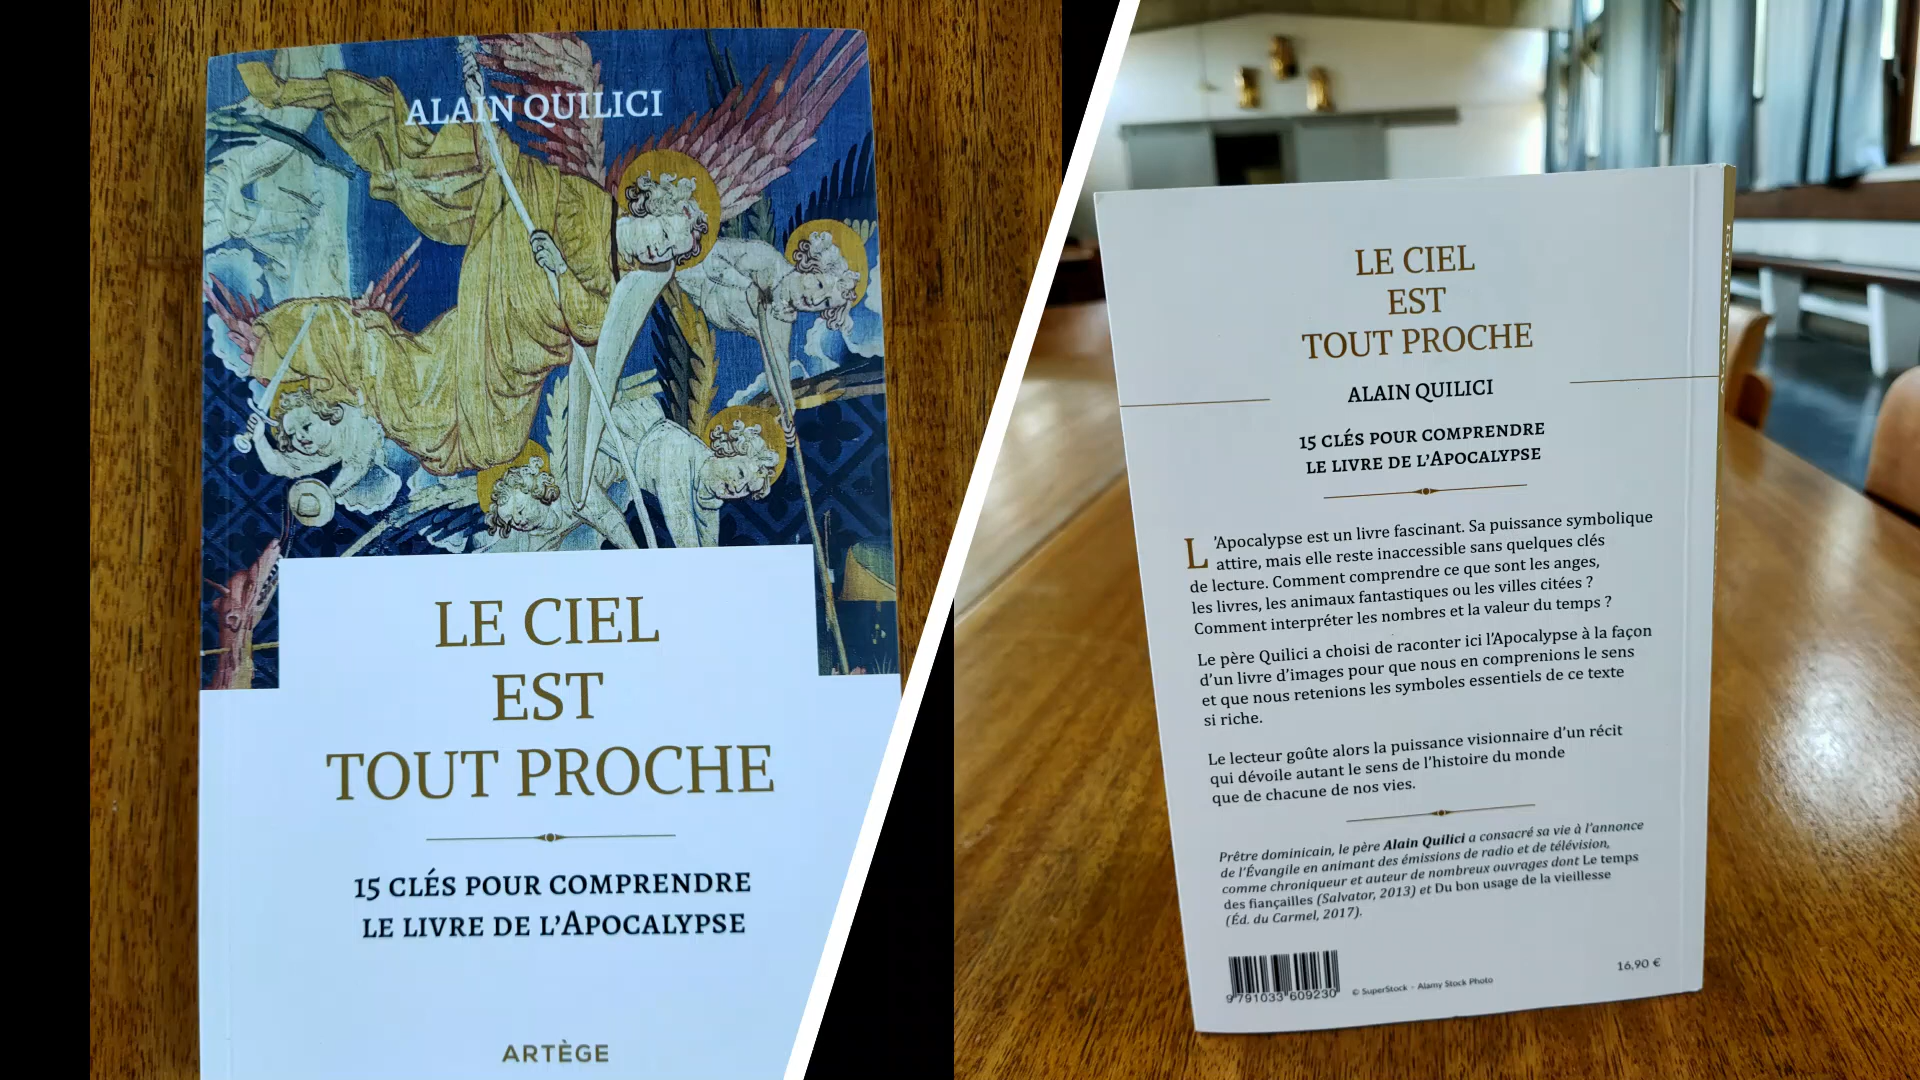 ALAIN QUILICI
LE CIEL
EST
TOUT PROCHE
15 CLÉS POUR COMPRENDRE
LE LIVRE DE L'APOCALYPSE
ARTÈGE
LE CIEL
EST
TOUT PROCHE
ALAIN QUILICI
15 CLÉS POUR COMPRENDRE
LE LIVRE DE L'APOCALYPSE
L'Apocalypse est un livre fascinant. Sa puissance symbolique
attire, mais elle reste inaccessible sans quelques clés
de lecture. Comment comprendre ce que sont les anges,
les livres, les animaux fantastiques ou les villes citées ?
Comment interpréter les nombres et la valeur du temps ?
Le père Quilici a choisi de raconter ici l'Apocalypse à la façon
d'un livre d'images pour que nous en comprenions le sens
et que nous retenions les symboles essentiels de ce texte
si riche.
Le lecteur goûte alors la puissance visionnaire d'un récit
qui dévoile autant le sens de l'histoire du monde
que de chacune de nos vies.
Prêtre dominicain, le père Alain Quilici a consacré sa vie à l'annonce
de l'Évangile en animant des émissions de radio et de télévision,
comme chroniqueur et auteur de nombreux ouvrages dont Le temps
des fiançailles (Salvator, 2013) et Du bon usage de la vieillesse
(Éd. du Carmel, 2017).
9 791033 609230
© SuperStock - Alamy Stock Photo
16,90 €
ALAIN QUILICI